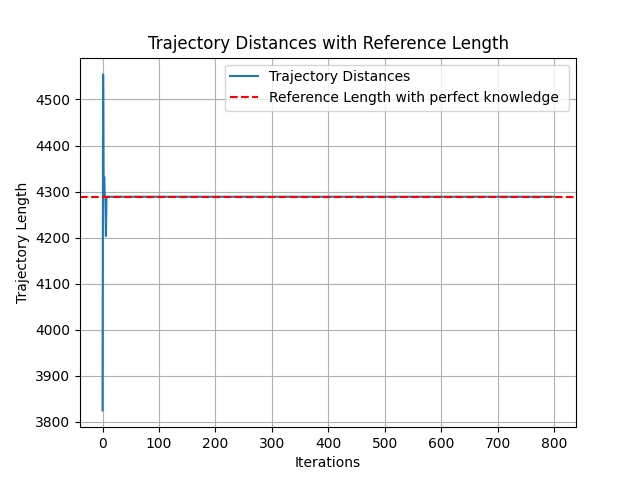 Trajectory Distances with Reference Length
Trajectory Distances
Reference Length with perfect knowledge
4500
4400
4300
4200
4100
4000
3900
3800
Trajectory Length
0 100 200 300 400 500 600 700 800
Iterations